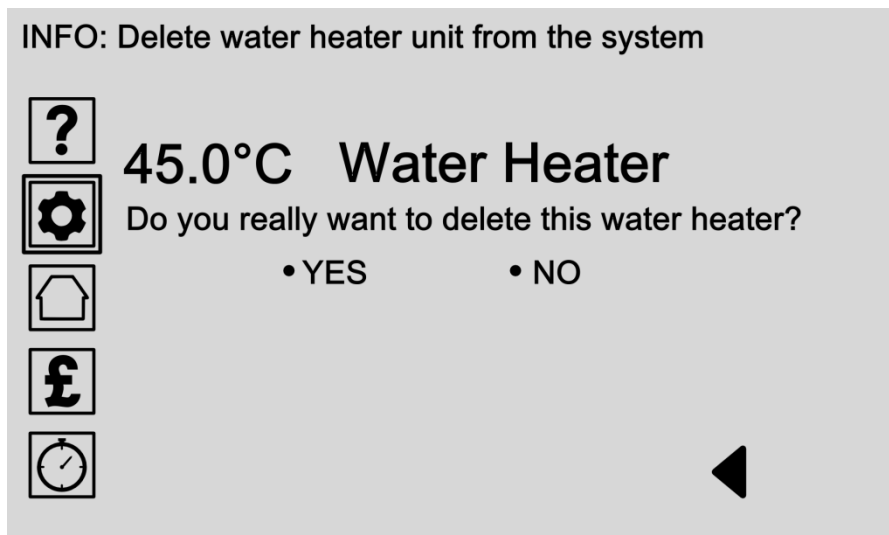 INFO: Delete water heater unit from the system
?
45.0°C Water Heater
Do you really want to delete this water heater?
• YES • NO
£